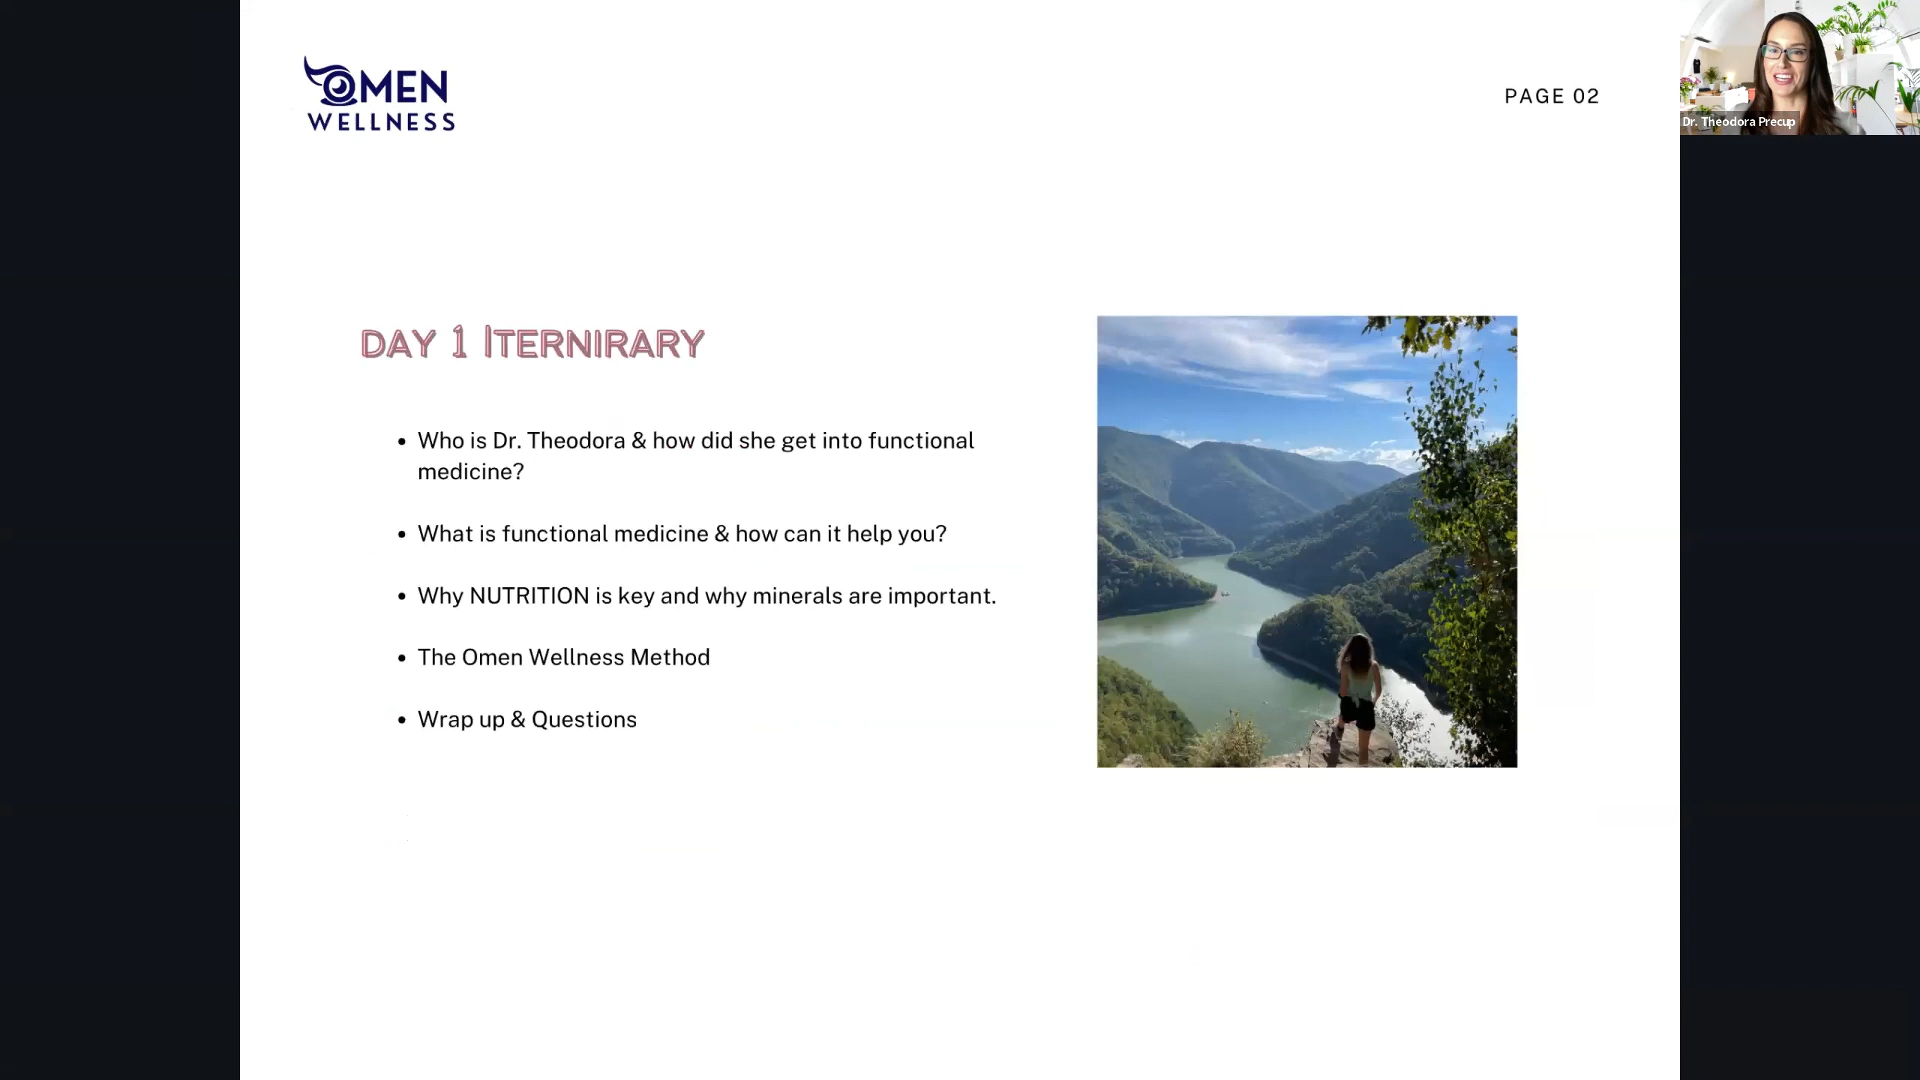 OMEN
WELLNESS
PAGE 02
Dr. Theodora Precup
DAY 1 ITERNIRARY
• Who is Dr. Theodora & how did she get into functional
medicine?
• What is functional medicine & how can it help you?
• Why NUTRITION is key and why minerals are important.
• The Omen Wellness Method
• Wrap up & Questions